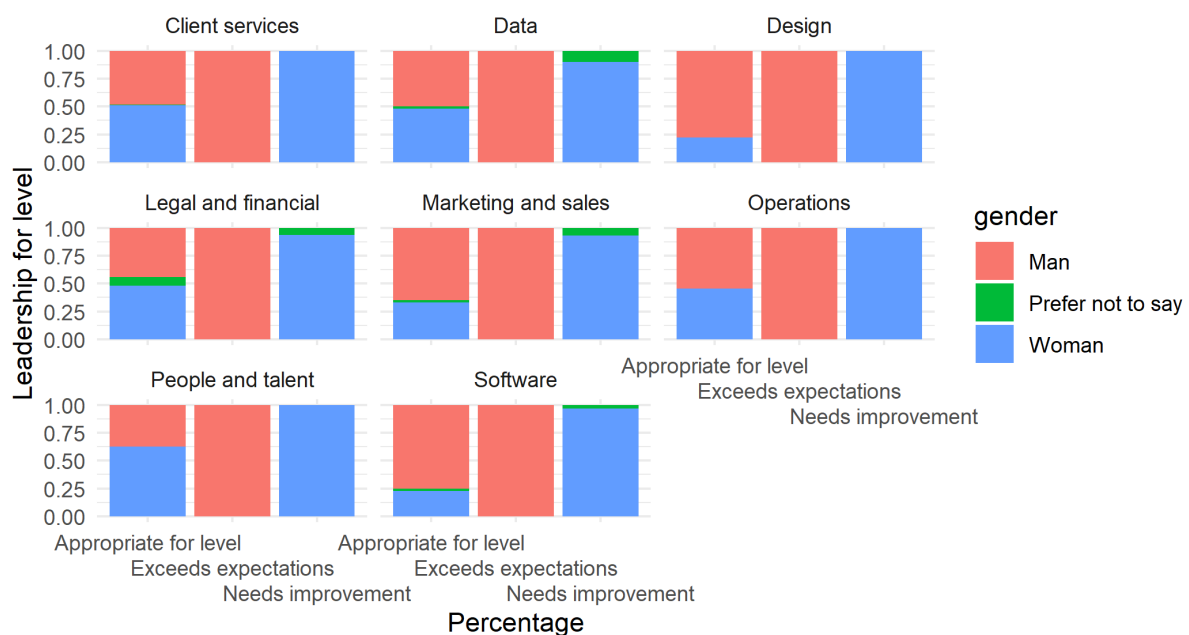 Client services
Data
Design
1.00
0.75
0.50
0.25
0.00
Legal and financial
Marketing and sales
Operations
1.00
0.75
0.50
0.25
0.00
Appropriate for level
Exceeds expectations
Needs improvement
People and talent
Software
1.00
0.75
0.50
0.25
0.00
Appropriate for level
Exceeds expectations
Needs improvement
Appropriate for level
Exceeds expectations
Needs improvement
Percentage
Leadership for level
gender
Man
Prefer not to say
Woman